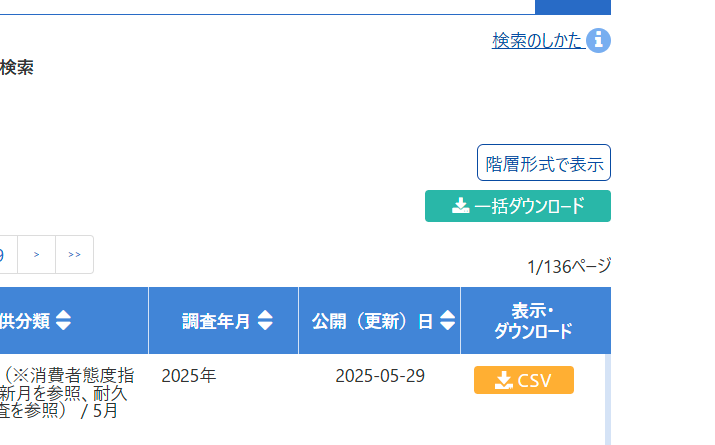 検索のしかた
検索
階層形式で表示
一括ダウンロード
9 > >>
1/136ページ
供分類 調査年月 公開（更新）日 表示・
ダウンロード
（※消費者態度指 2025年 2025-05-29 CSV
新月を参照、耐久
査を参照） / 5月